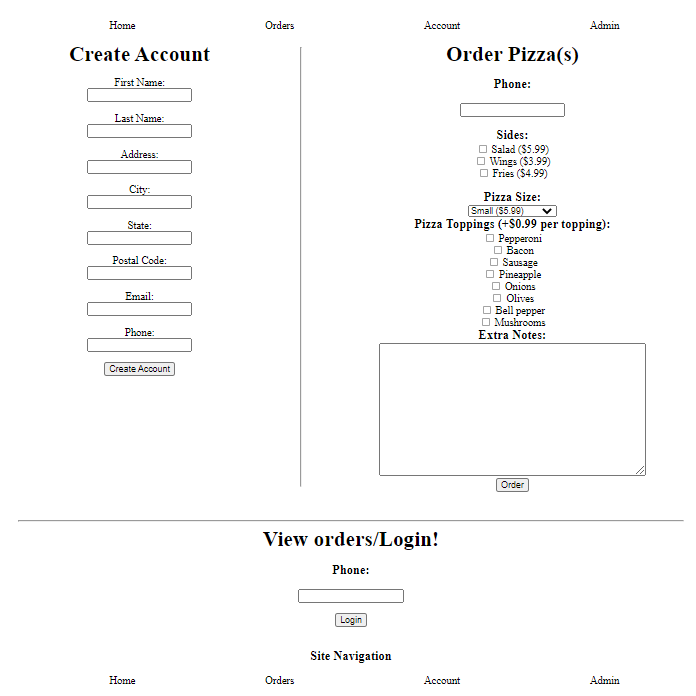 Home Orders Account Admin
Create Account
First Name:
Last Name:
Address:
City:
State:
Postal Code:
Email:
Phone:
Create Account
Order Pizza(s)
Phone:
Sides:
Salad ($5.99)
Wings ($3.99)
Fries ($4.99)
Pizza Size:
Small ($5.99)
Pizza Toppings (+$0.99 per topping):
Pepperoni
Bacon
Sausage
Pineapple
Onions
Olives
Bell pepper
Mushrooms
Extra Notes:
Order
View orders/Login!
Phone:
Login
Site Navigation
Home Orders Account Admin